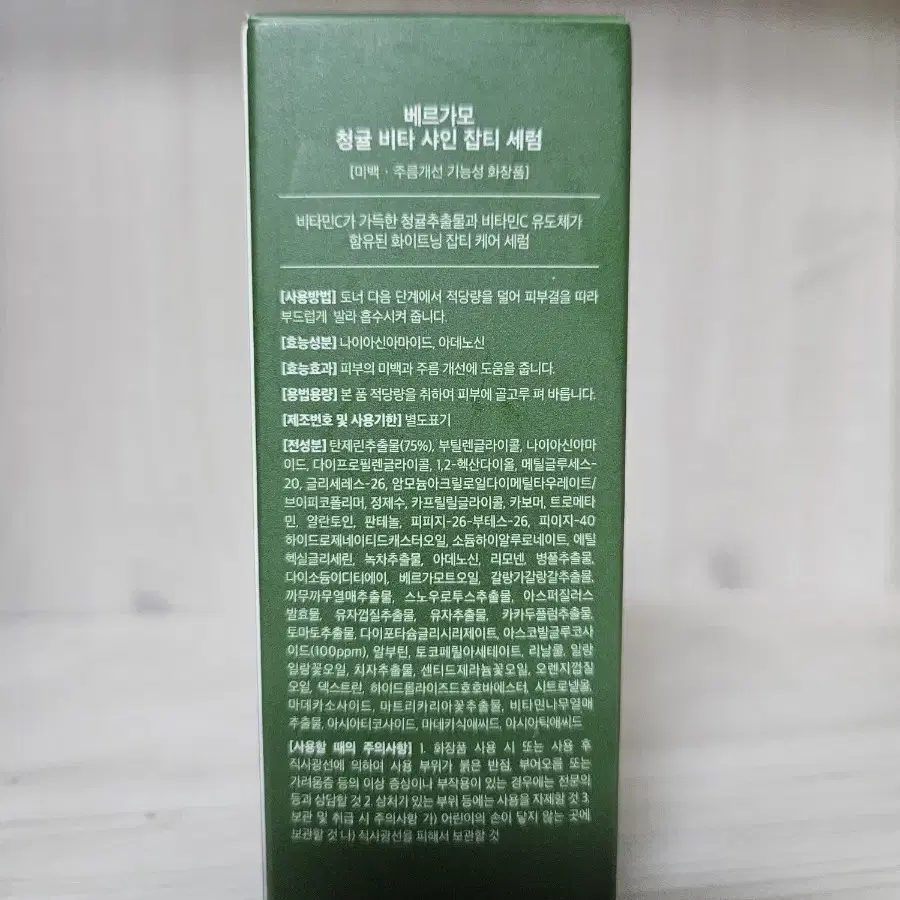 베르가모
청귤 비타 샤인 잡티 세럼
[미백 · 주름개선 기능성 화장품]
비타민C가 가득한 청귤추출물과 비타민C 유도체가
함유된 화이트닝 잡티 케어 세럼
[사용방법] 토너 다음 단계에서 적당량을 덜어 피부결을 따라
부드럽게 발라 흡수시켜 줍니다.
[효능성분] 나이아신아마이드, 아데노신
[효능효과] 피부의 미백과 주름 개선에 도움을 줍니다.
[용법용량] 본 품 적당량을 취하여 피부에 골고루 펴 바릅니다.
[제조번호 및 사용기한] 별도표기
[전성분] 탄제린추출물(75%), 부틸렌글라이콜, 나이아신아마
이드, 다이프로필렌글라이콜, 1,2-헥산다이올, 메틸글루세스-
20, 글리세레스-26, 암모늄아크릴로일다이메틸타우레이트/
브이피코폴리머, 정제수, 카프릴릴글라이콜, 카보머, 트로메타
민, 알란토인, 판테놀, 피피지-26-부테스-26, 피이지-40
하이드로제네이티드캐스터오일, 소듐하이알루로네이트, 에틸
헥실글리세린, 녹차추출물, 아데노신, 리모넨, 병풀추출물,
다이소듐이디티에이, 베르가모트오일, 갈랑가갈랑갈추출물,
까무까무열매추출물, 스노우로투스추출물, 아스퍼질러스
발효물, 유자껍질추출물, 유자추출물, 카카두플럼추출물,
토마토추출물, 다이포타슘글리시리제이트, 아스코빌글루코사
이드(100ppm), 알부틴, 토코페릴아세테이트, 리날룰, 일랑
일랑꽃오일, 치자추출물, 센티드제라늄꽃오일, 오렌지껍질
오일, 덱스트린, 하이드롤라이즈드호호바에스터, 시트로넬올,
마데카소사이드, 마트리카리아꽃추출물, 비타민나무열매
추출물, 아시아티코사이드, 마데카식애씨드, 아시아틱애씨드
[사용할 때의 주의사항] 1. 화장품 사용 시 또는 사용 후
직사광선에 의하여 사용 부위가 붉은 반점, 부어오름 또는
가려움증 등의 이상 증상이나 부작용이 있는 경우에는 전문의
등과 상담할 것 2. 상처가 있는 부위 등에는 사용을 자제할 것 3.
보관 및 취급 시 주의사항 가) 어린이의 손이 닿지 않는 곳에
보관할 것 나) 직사광선을 피해서 보관할 것